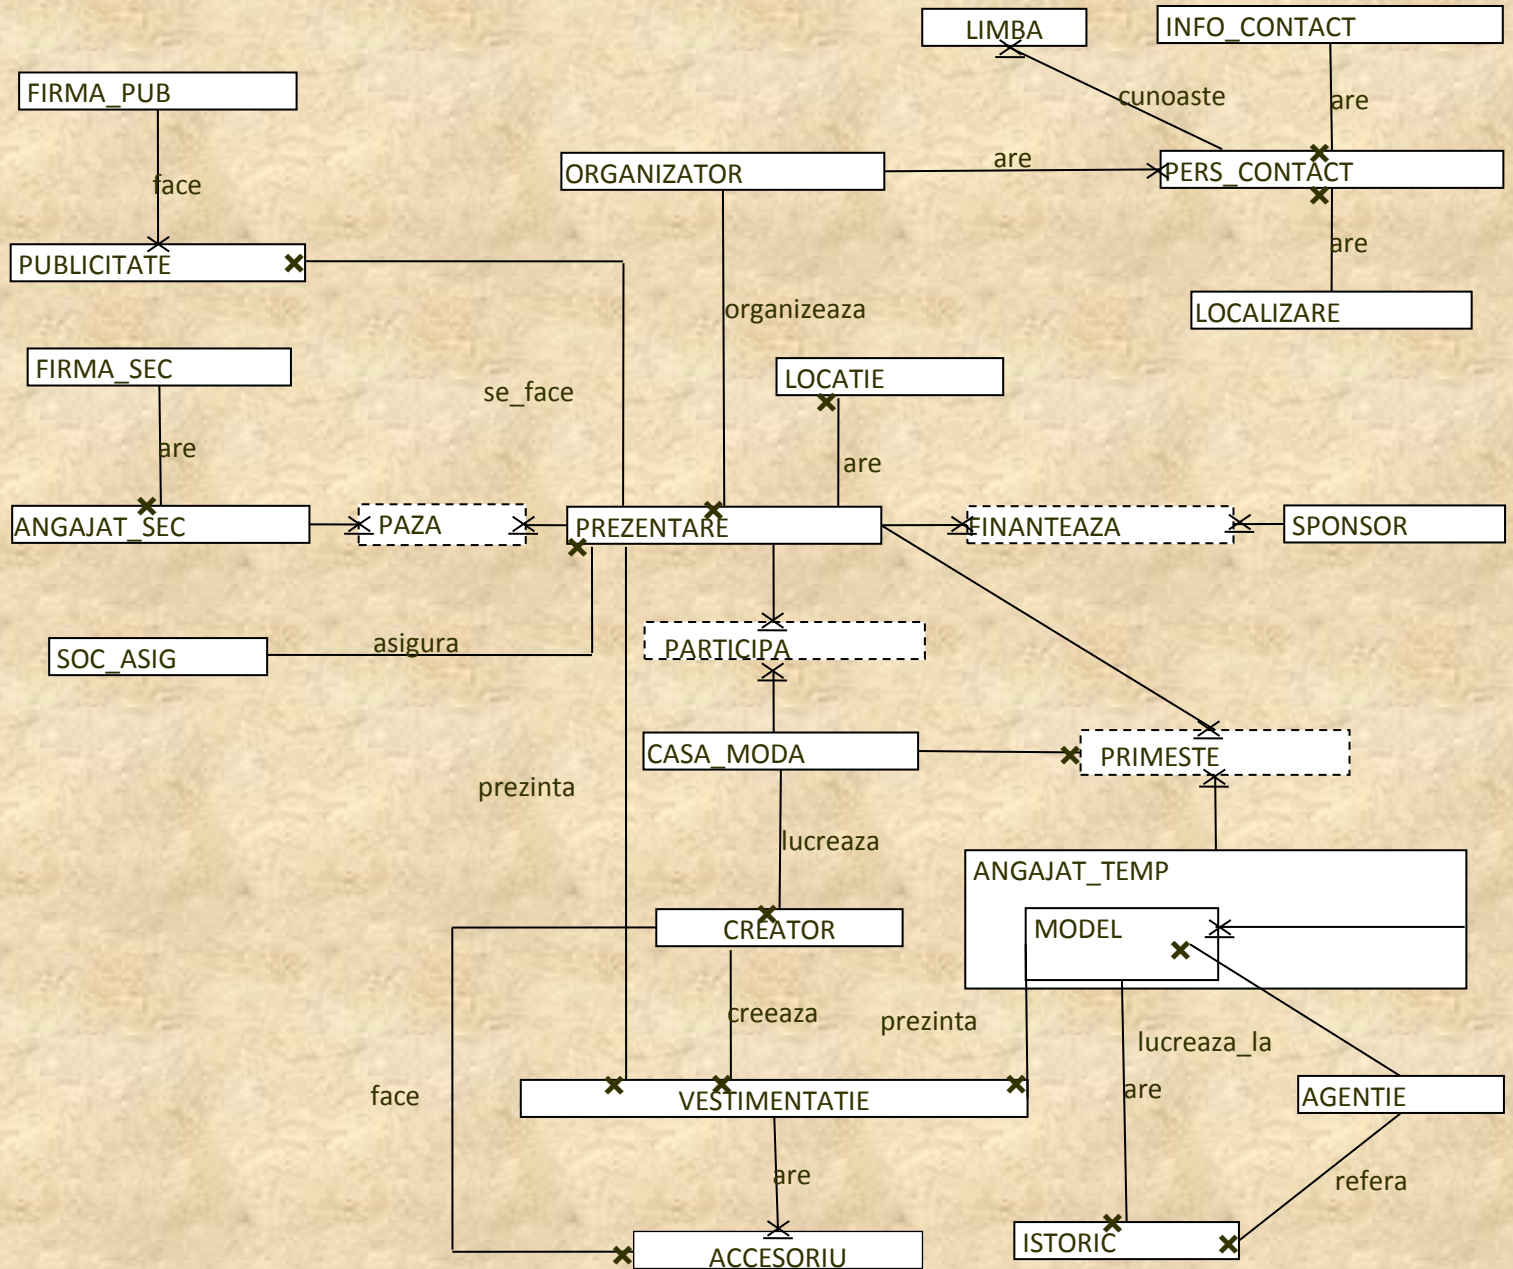 LIMBA
INFO_CONTACT
FIRMA_PUB
cunoaste
are
ORGANIZATOR
are
PERS_CONTACT
face
are
PUBLICITATE
organizeaza
LOCALIZARE
FIRMA_SEC
se_face
LOCATIE
are
are
ANGAJAT_SEC
PAZA
PREZENTARE
FINANTEAZA
SPONSOR
asigura
SOC_ASIG
PARTICIPA
CASA_MODA
PRIMESTE
prezinta
lucreaza
ANGAJAT_TEMP
CREATOR
MODEL
creeaza
prezinta
lucreaza_la
face
VESTIMENTATIE
are
AGENTIE
are
refera
ACCESORIU
ISTORIC